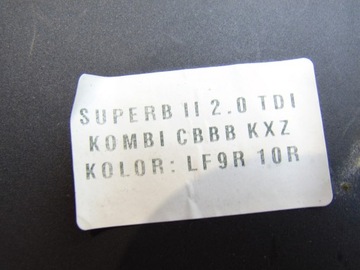 SUPERB II 2.0 TDI
KOMBI CBBB KXZ
KOLOR: LF9R 10R